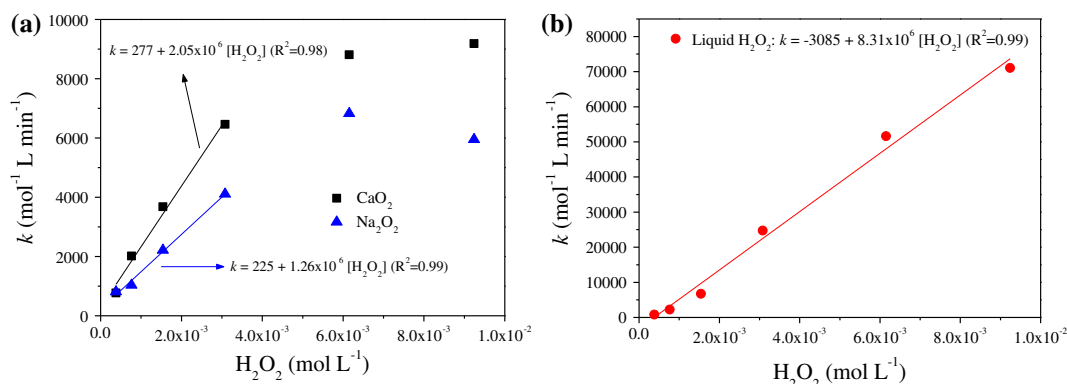 (a)
k = 277 + 2.05x10⁶ [H₂O₂] (R²=0.98)
10000
8000
6000
4000
2000
0
k (mol⁻¹ L min⁻¹)
CaO₂
Na₂O₂
k = 225 + 1.26x10⁶ [H₂O₂] (R²=0.99)
0.0
2.0x10⁻³
4.0x10⁻³
6.0x10⁻³
8.0x10⁻³
1.0x10⁻²
H₂O₂ (mol L⁻¹)
(b)
Liquid H₂O₂: k = -3085 + 8.31x10⁶ [H₂O₂] (R²=0.99)
80000
70000
60000
50000
40000
30000
20000
10000
0
k (mol⁻¹ L min⁻¹)
0.0
2.0x10⁻³
4.0x10⁻³
6.0x10⁻³
8.0x10⁻³
1.0x10⁻²
H₂O₂ (mol L⁻¹)